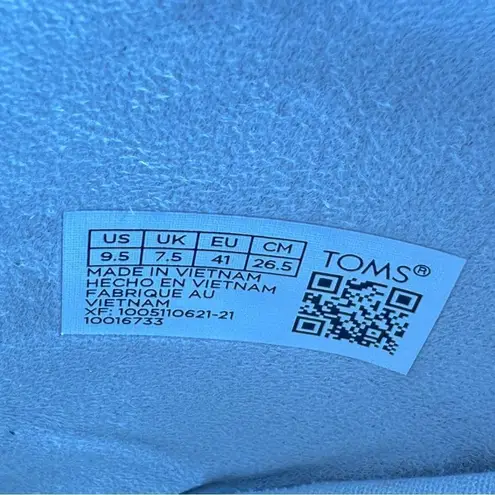 US UK EU CM
9.5 7.5 41 26.5
TOMS®
MADE IN VIETNAM
HECHO EN VIETNAM
FABRIQUE AU
VIETNAM
XF: 1005110621-21
10016733